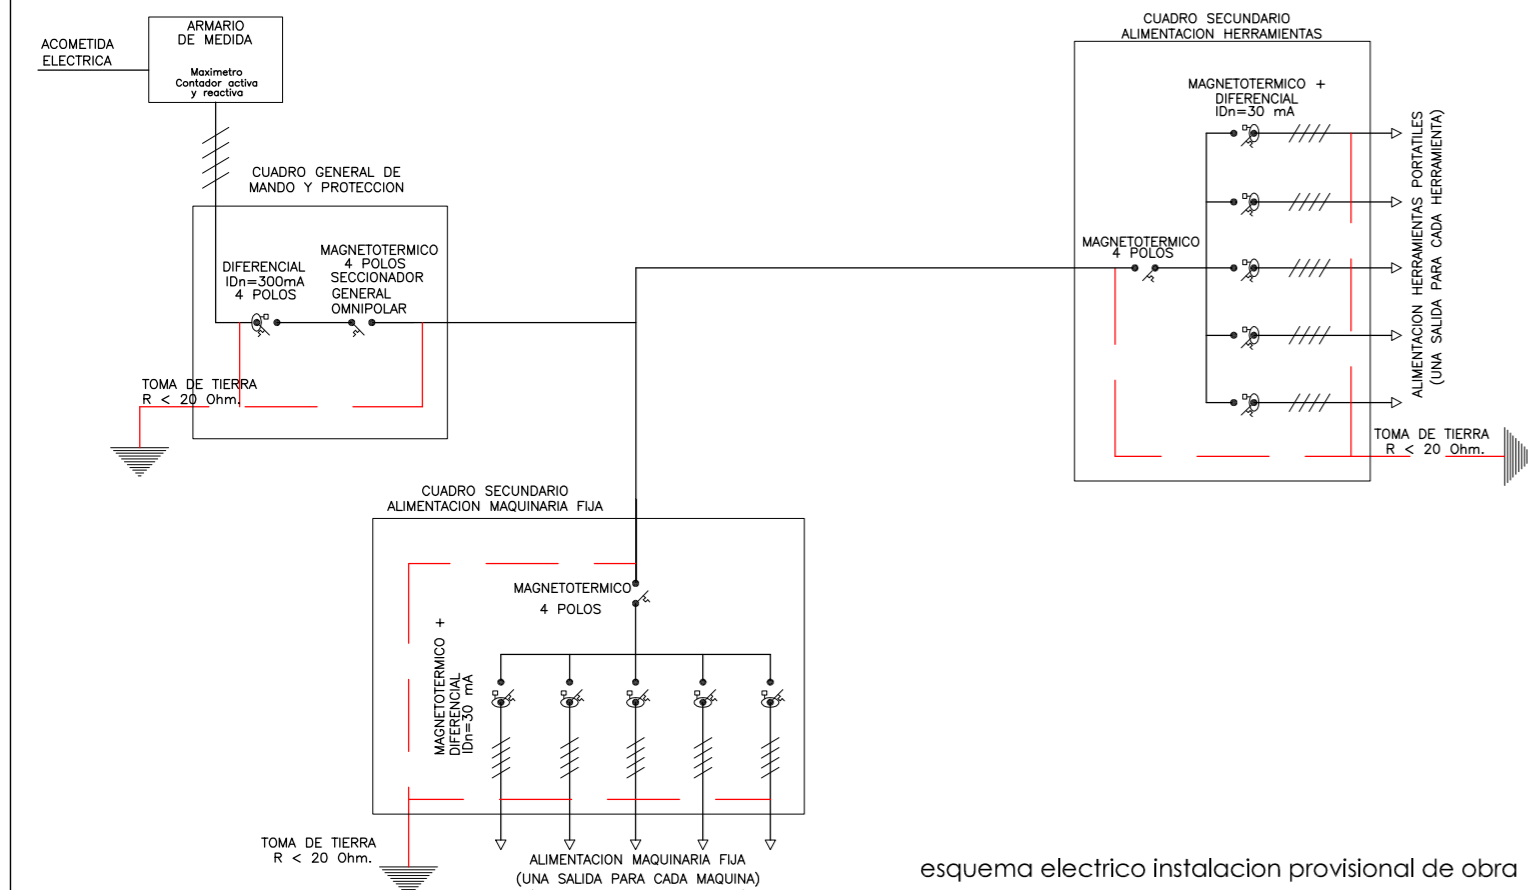 ACOMETIDA
ELECTRICA
ARMARIO
DE MEDIDA
Maximetro
Contador activa
y reactiva
CUADRO GENERAL DE
MANDO Y PROTECCION
DIFERENCIAL
IDn=300mA
4 POLOS
MAGNETOTERMICO
4 POLOS
SECCIONADOR
GENERAL
OMNIPOLAR
TOMA DE TIERRA
R < 20 Ohm.
CUADRO SECUNDARIO
ALIMENTACION HERRAMIENTAS
MAGNETOTERMICO +
DIFERENCIAL
IDn=30 mA
MAGNETOTERMICO
4 POLOS
ALIMENTACION HERRAMIENTAS PORTATILES
(UNA SALIDA PARA CADA HERRAMIENTA)
TOMA DE TIERRA
R < 20 Ohm.
CUADRO SECUNDARIO
ALIMENTACION MAQUINARIA FIJA
MAGNETOTERMICO
4 POLOS
MAGNETOTERMICO +
DIFERENCIAL
IDn=30 mA
TOMA DE TIERRA
R < 20 Ohm.
ALIMENTACION MAQUINARIA FIJA
(UNA SALIDA PARA CADA MAQUINA)
esquema electrico instalacion provisional de obra